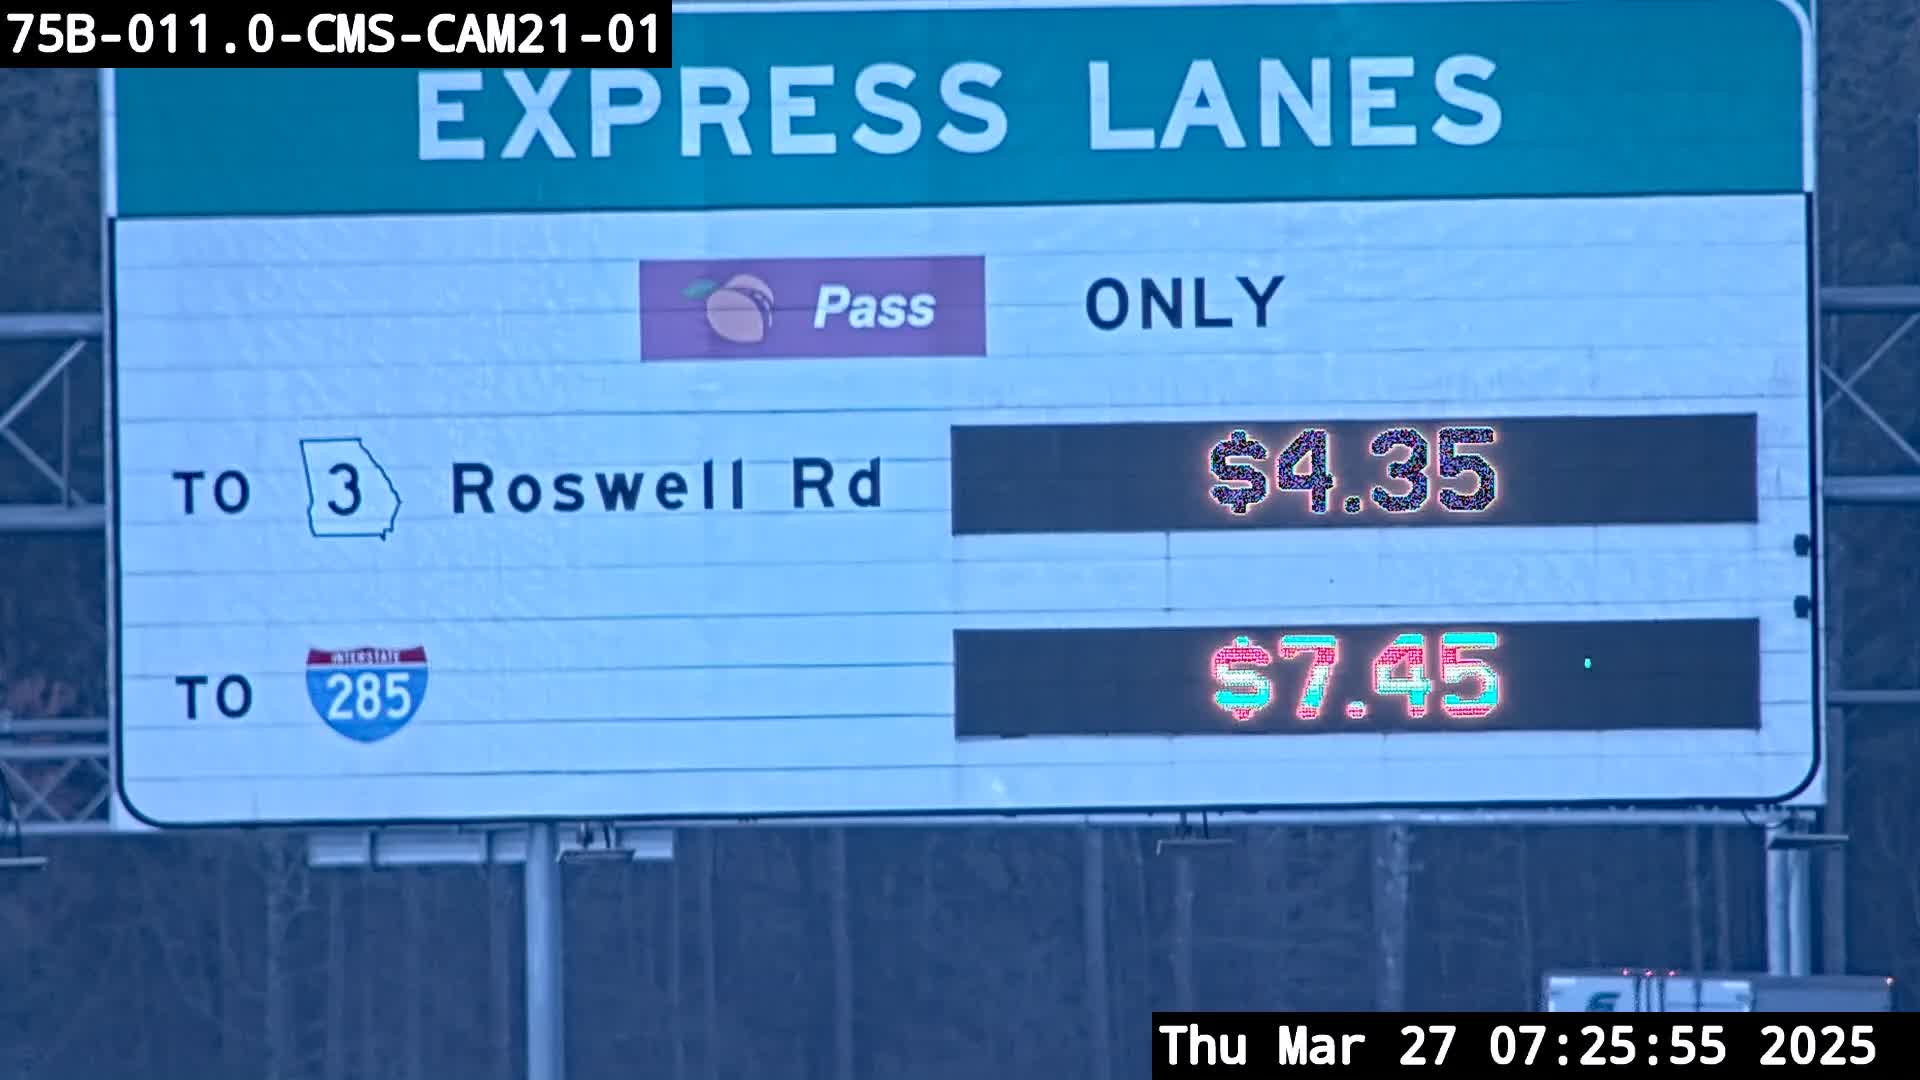 75B-011.0-CMS-CAM21-01
EXPRESS LANES
Pass ONLY
TO 3 Roswell Rd $4.35
INTERSTATE
TO 285 $7.45
Thu Mar 27 07:25:55 2025